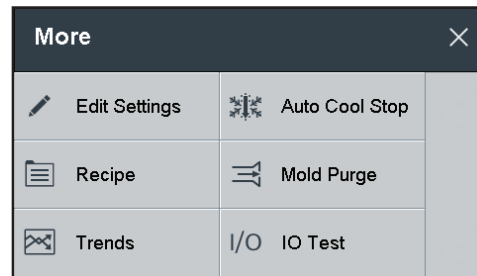 More
Edit Settings
Auto Cool Stop
Recipe
Mold Purge
Trends
I/O IO Test